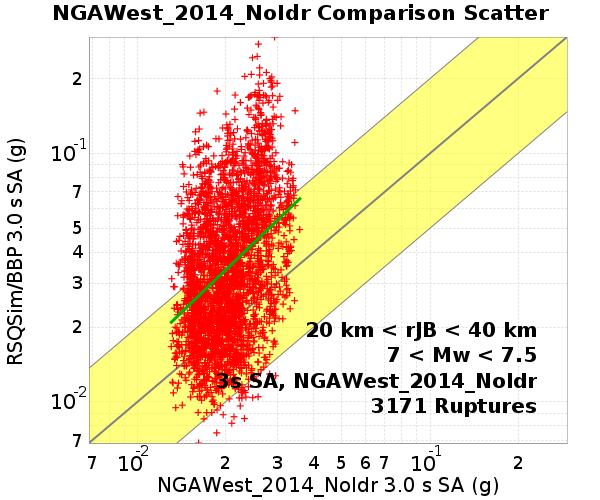 NGAWest_2014_NoIdr Comparison Scatter
RSQSim/BBP 3.0 s SA (g)
2
10-1
7
5
4
3
2
10-2
7
20 km < rJB < 40 km
7 < Mw < 7.5
3s SA, NGAWest_2014_NoIdr
3171 Ruptures
7 10-2 2 3 4 5 6 7 10-1 2
NGAWest_2014_NoIdr 3.0 s SA (g)